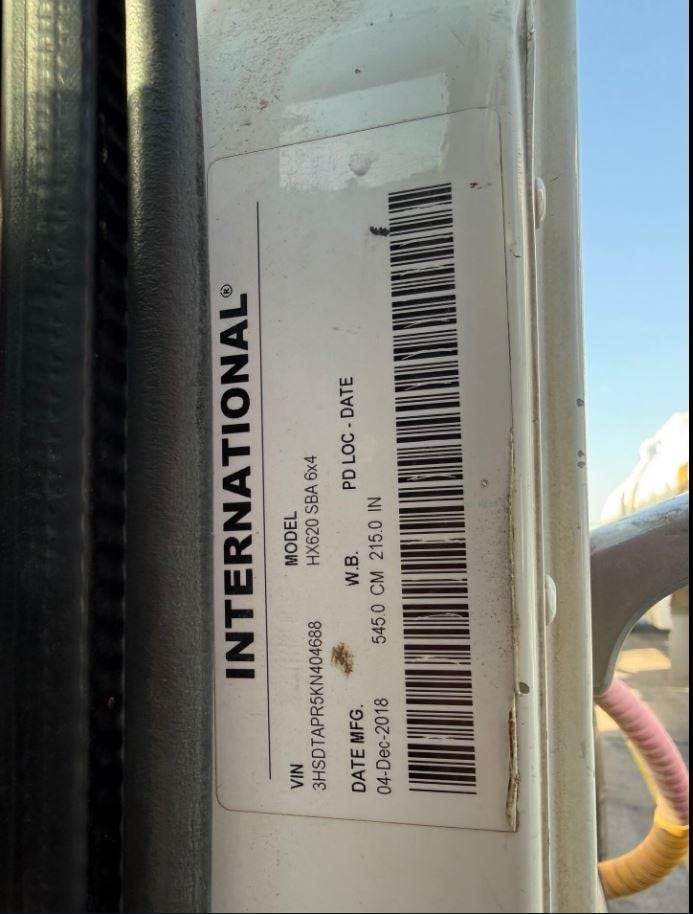 INTERNATIONAL®
VIN MODEL
3HSDTAPR5KN404688 HX620 SBA 6x4
DATE MFG. W.B. PD LOC - DATE
04-Dec-2018 545.0 CM 215.0 IN